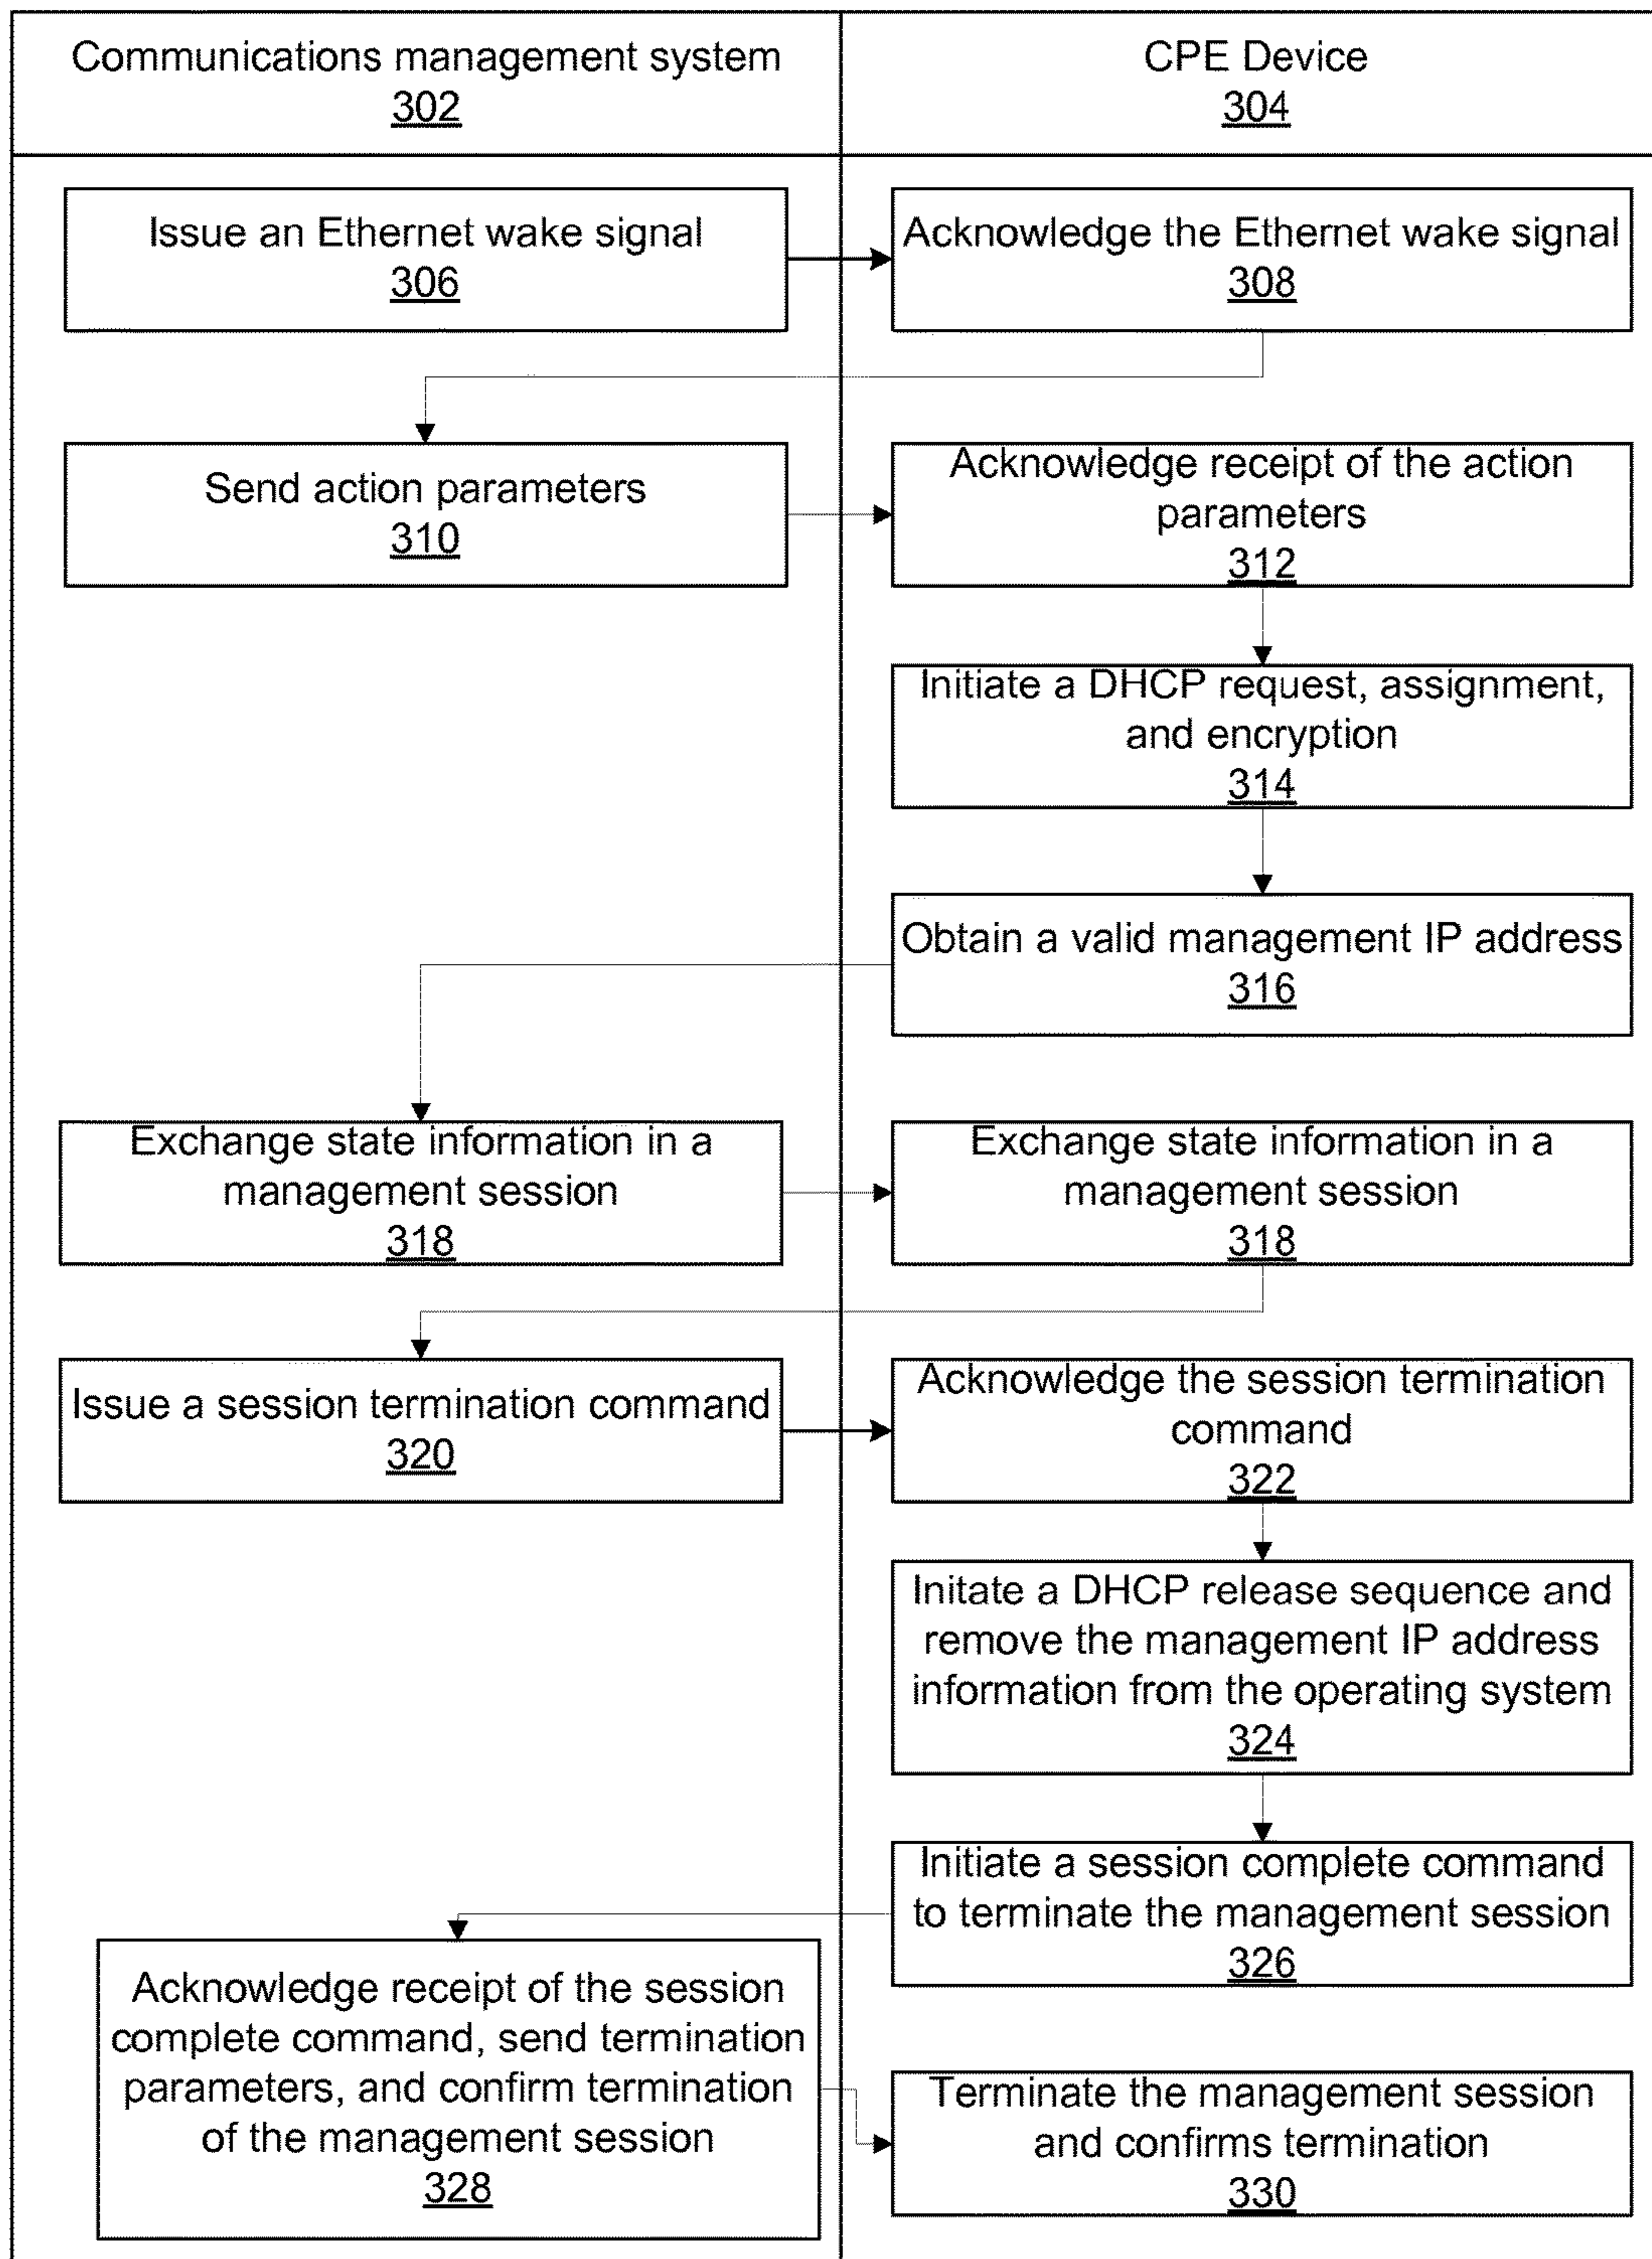 Communications management system
302
CPE Device
304
Issue an Ethernet wake signal
306
Acknowledge the Ethernet wake signal
308
Send action parameters
310
Acknowledge receipt of the action
parameters
312
Initiate a DHCP request, assignment,
and encryption
314
Obtain a valid management IP address
316
Exchange state information in a
management session
318
Exchange state information in a
management session
318
Issue a session termination command
320
Acknowledge the session termination
command
322
Initate a DHCP release sequence and
remove the management IP address
information from the operating system
324
Initiate a session complete command
to terminate the management session
326
Acknowledge receipt of the session
complete command, send termination
parameters, and confirm termination
of the management session
328
Terminate the management session
and confirms termination
330